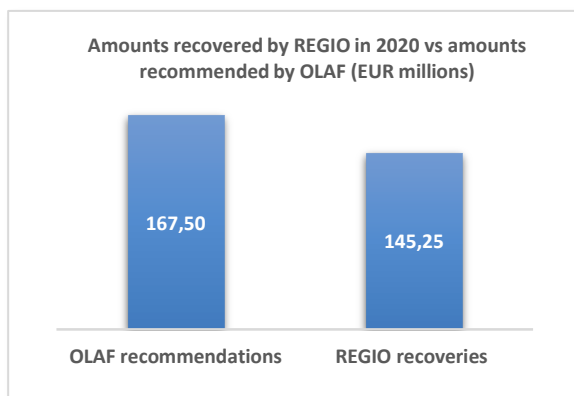 Amounts recovered by REGIO in 2020 vs amounts
recommended by OLAF (EUR millions)
167,50
145,25
OLAF recommendations
REGIO recoveries